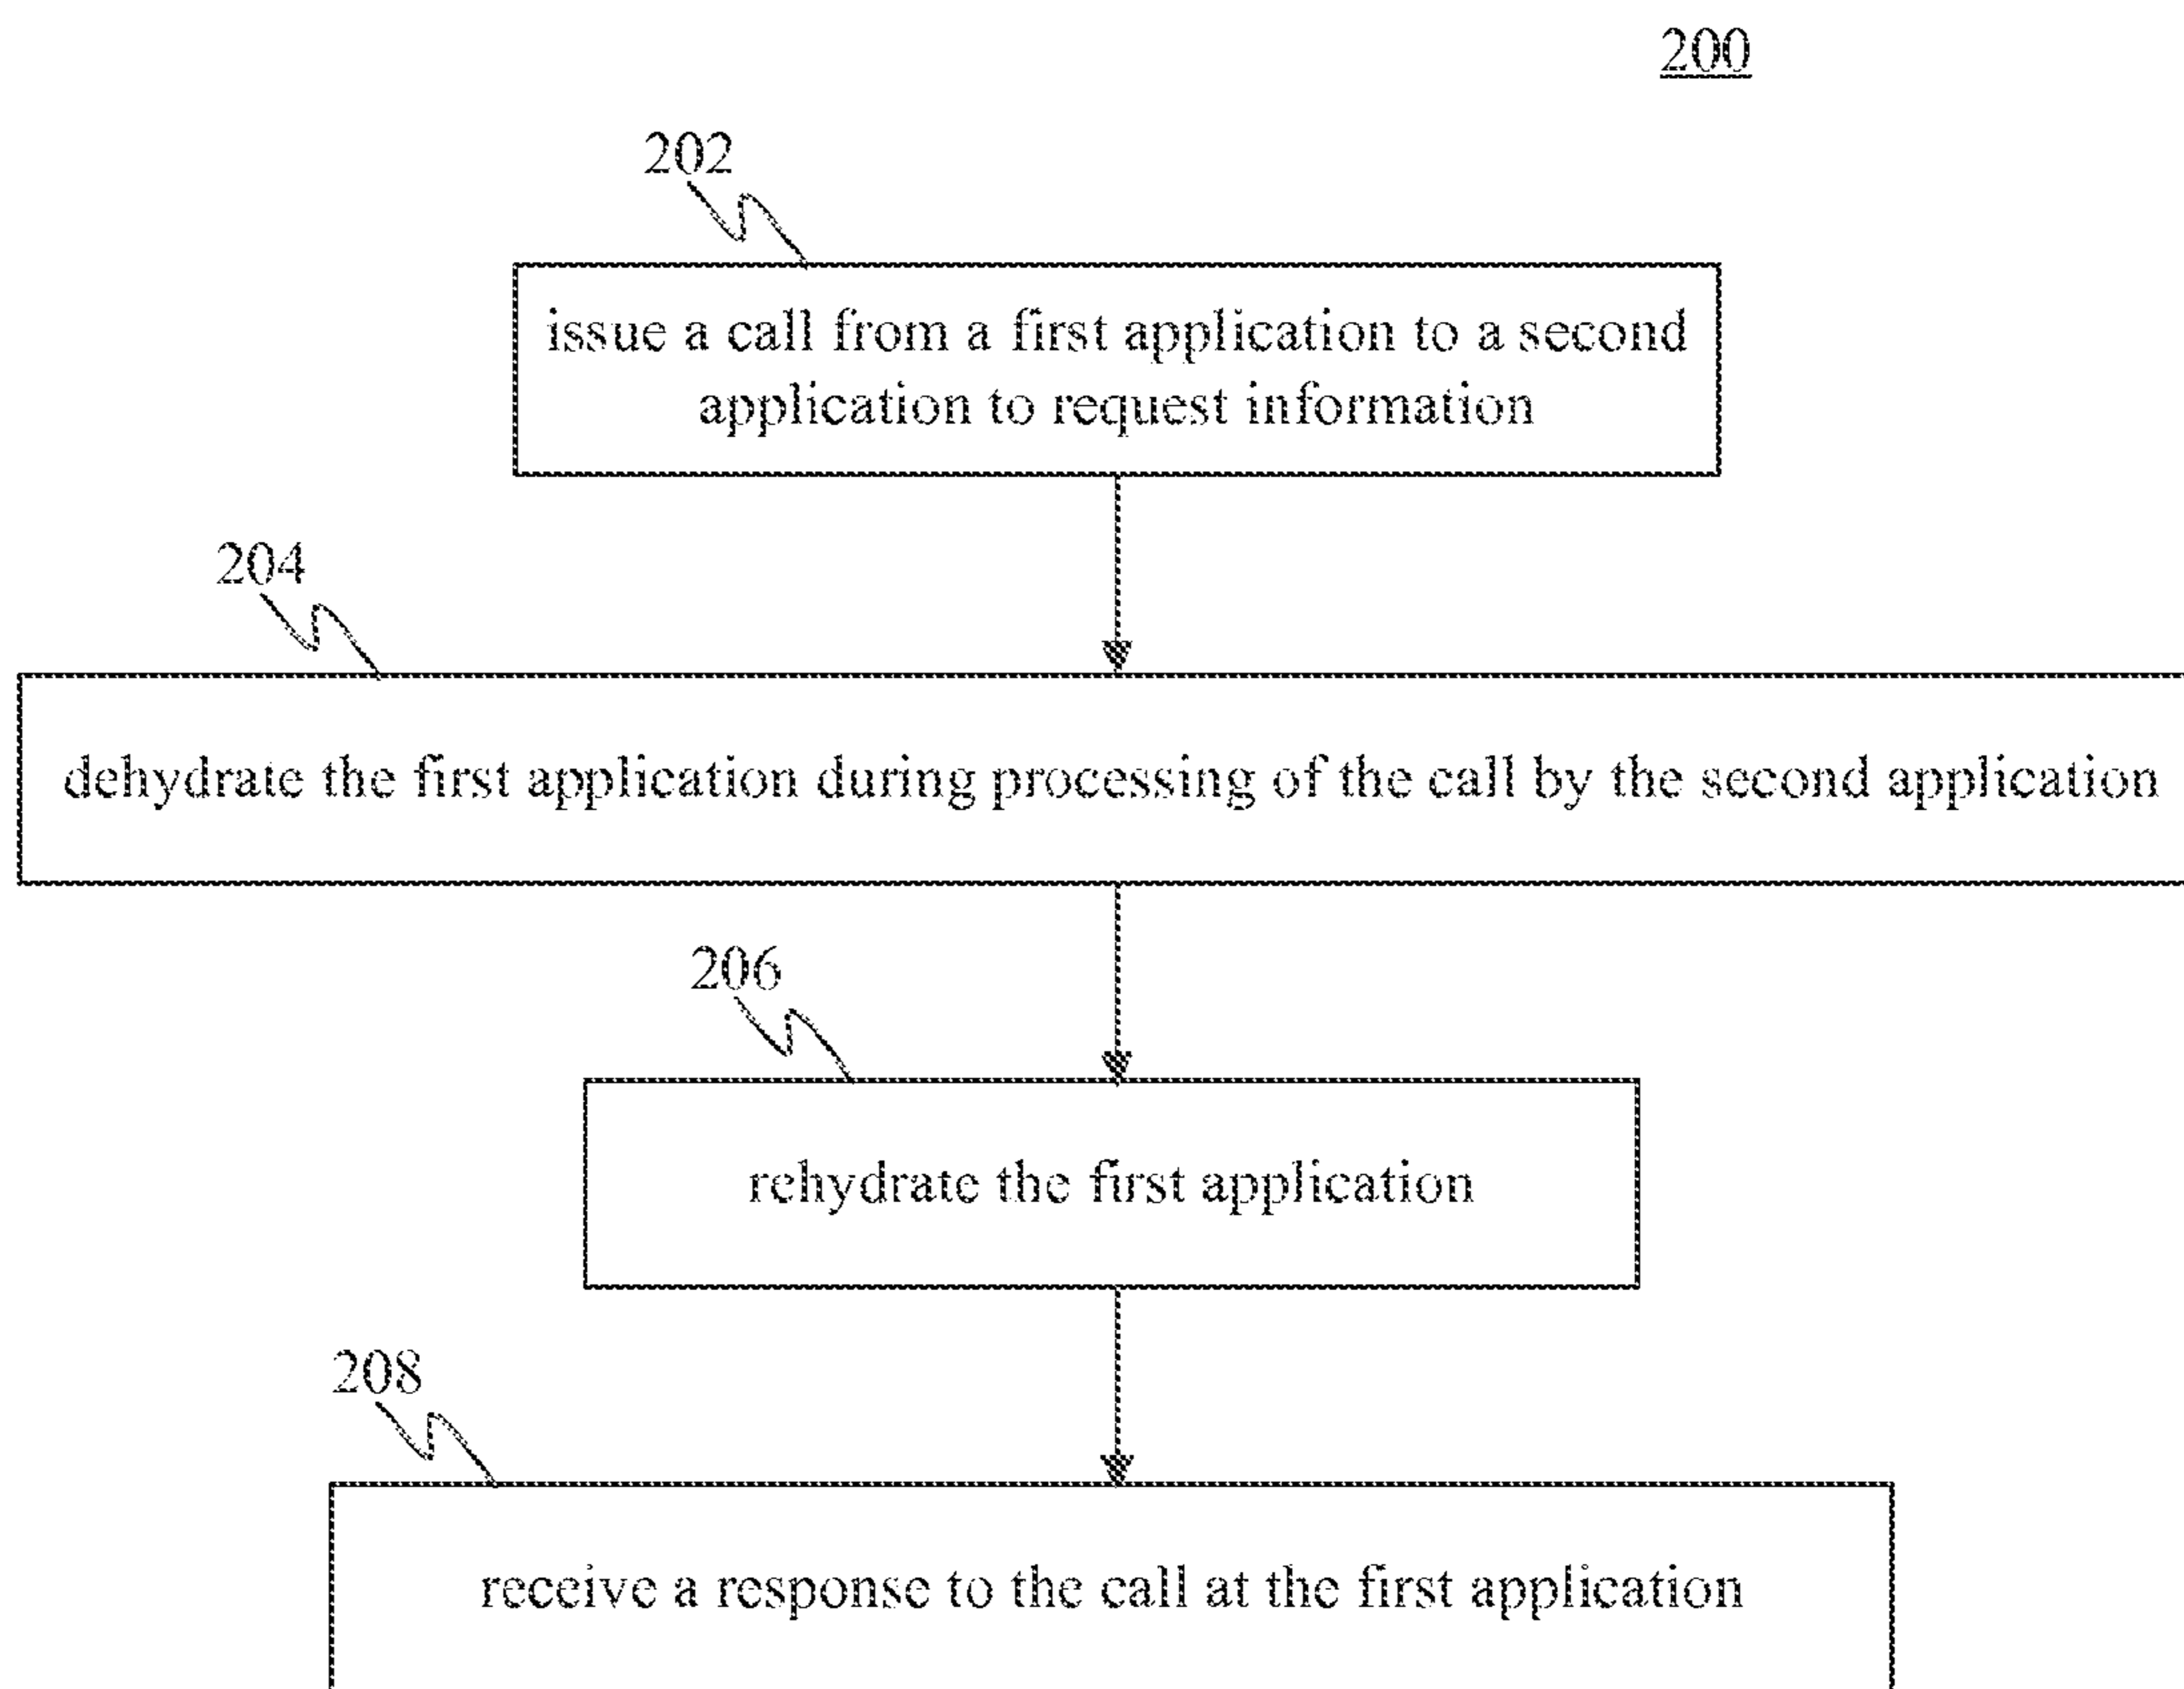 200
202
issue a call from a first application to a second
application to request information
204
dehydrate the first application during processing of the call by the second application
206
rehydrate the first application
208
receive a response to the call at the first application